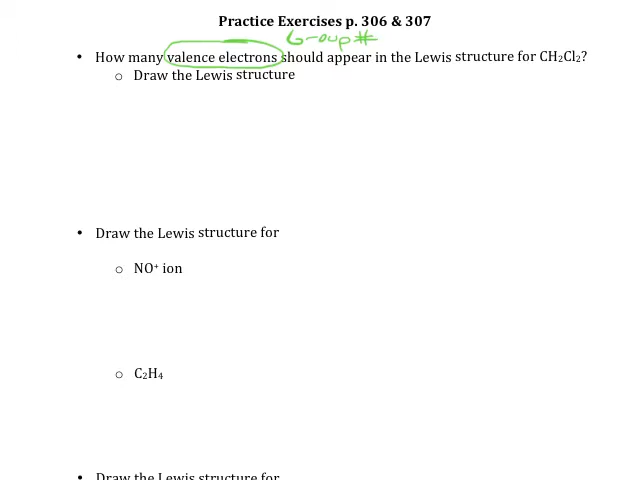 Practice Exercises p. 306 & 307
Group #
• How many valence electrons should appear in the Lewis structure for CH₂Cl₂?
o Draw the Lewis structure
• Draw the Lewis structure for
o NO⁺ ion
o C₂H₄
• Draw the Lewis structure for